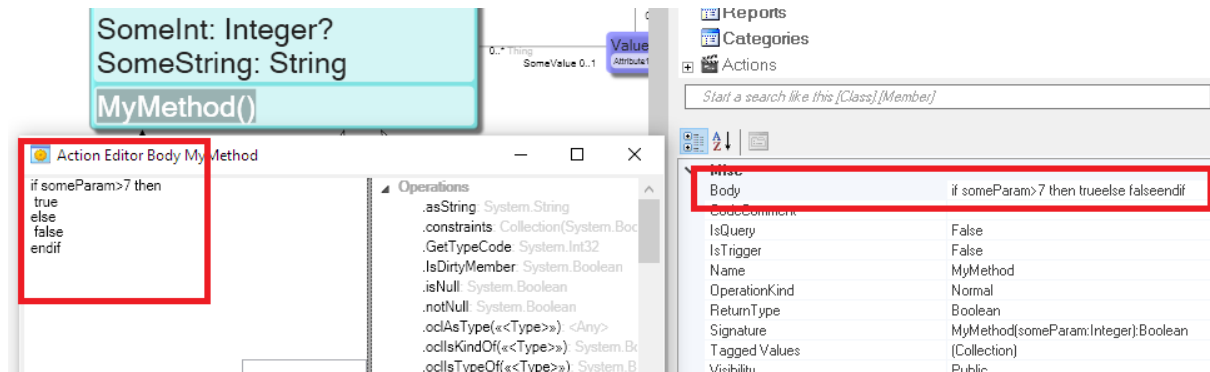 SomeInt: Integer?
SomeString: String
MyMethod()
0..* Thing
SomeValue 0..1
Value
Attribute1
Reports
Categories
Actions
Start a search like this [Class].[Member]
Action Editor Body MyMethod
if someParam>7 then
true
else
false
endif
Operations
.asString: System.String
.constraints: Collection(System.Boo
.GetTypeCode: System.Int32
.IsDirtyMember: System.Boolean
.isNull: System.Boolean
.notNull: System.Boolean
.oclAsType(«<Type>»): <Any>
.oclIsKindOf(«<Type>»): System.Bo
.oclIsTypeOf(«<Type>»): System.B
Misc
Body if someParam>7 then trueelse falseendif
CodeComment
IsQuery False
IsTrigger False
Name MyMethod
OperationKind Normal
ReturnType Boolean
Signature MyMethod(someParam:Integer):Boolean
Tagged Values (Collection)
Visibility Public